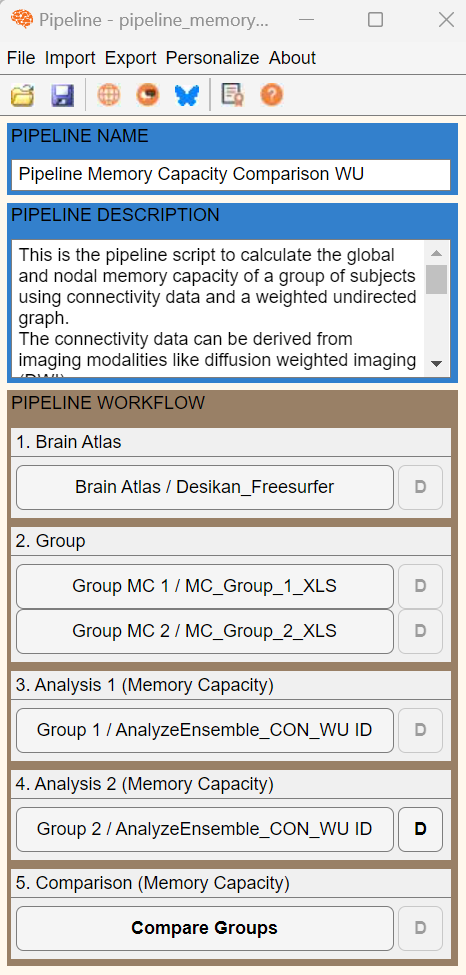 Pipeline - pipeline_memory...
File Import Export Personalize About
PIPELINE NAME
Pipeline Memory Capacity Comparison WU
PIPELINE DESCRIPTION
This is the pipeline script to calculate the global
and nodal memory capacity of a group of subjects
using connectivity data and a weighted undirected
graph.
The connectivity data can be derived from
imaging modalities like diffusion weighted imaging
(DWI)
PIPELINE WORKFLOW
1. Brain Atlas
Brain Atlas / Desikan_Freesurfer D
2. Group
Group MC 1 / MC_Group_1_XLS D
Group MC 2 / MC_Group_2_XLS D
3. Analysis 1 (Memory Capacity)
Group 1 / AnalyzeEnsemble_CON_WU ID D
4. Analysis 2 (Memory Capacity)
Group 2 / AnalyzeEnsemble_CON_WU ID D
5. Comparison (Memory Capacity)
Compare Groups D